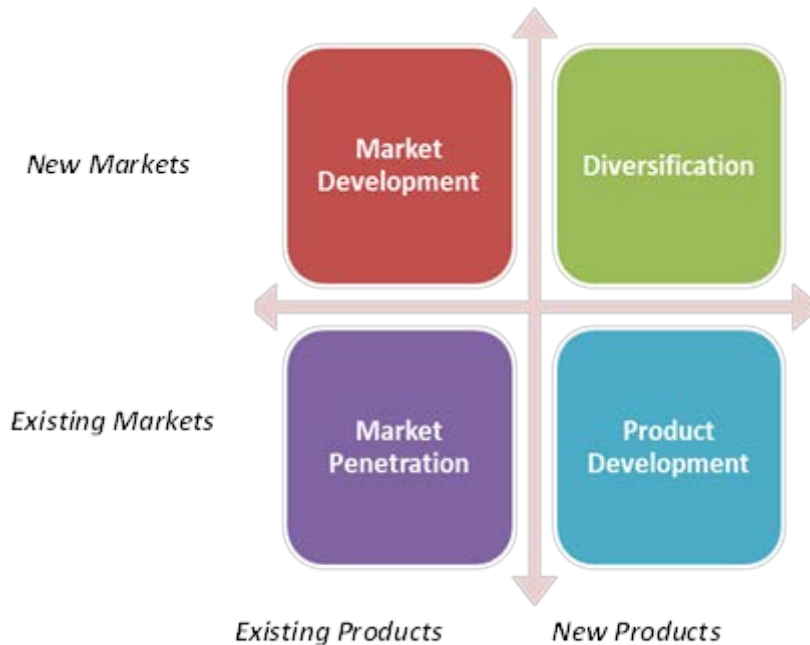 New Markets
Market
Development
Diversification
Existing Markets
Market
Penetration
Product
Development
Existing Products
New Products